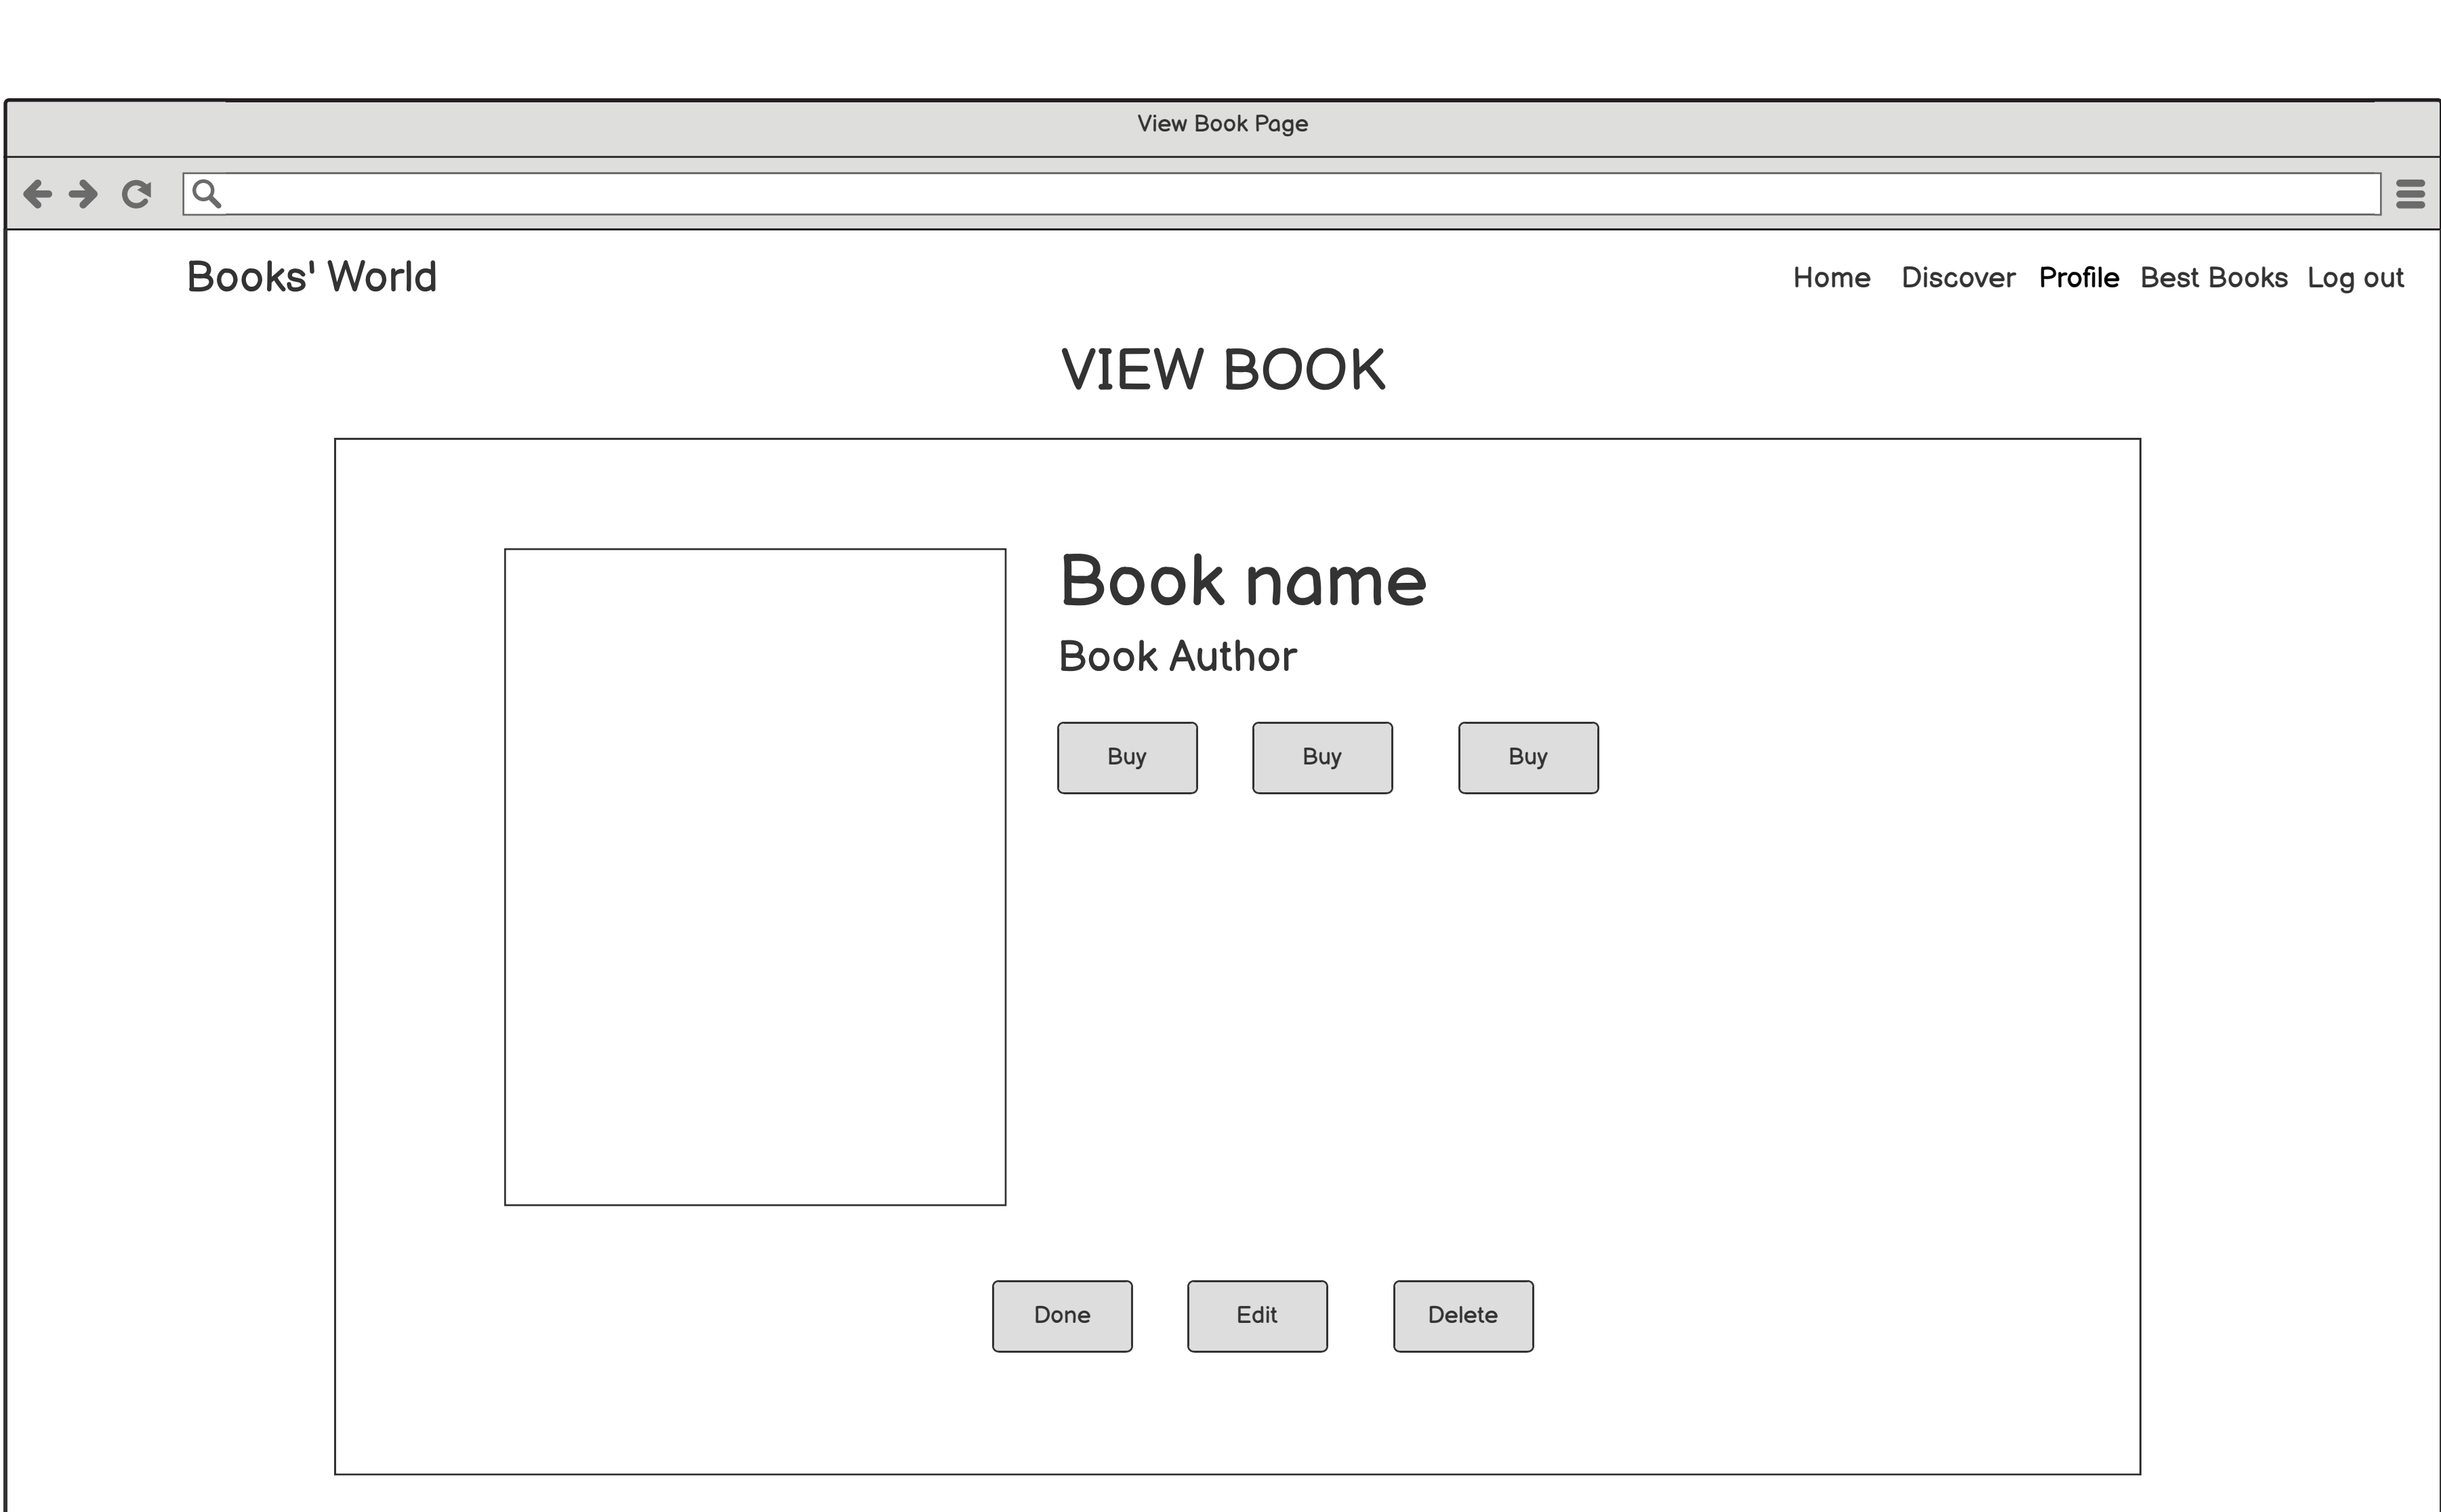 View Book Page
Books' World Home Discover Profile Best Books Log out
VIEW BOOK
Book name
Book Author
Buy Buy Buy
Done Edit Delete